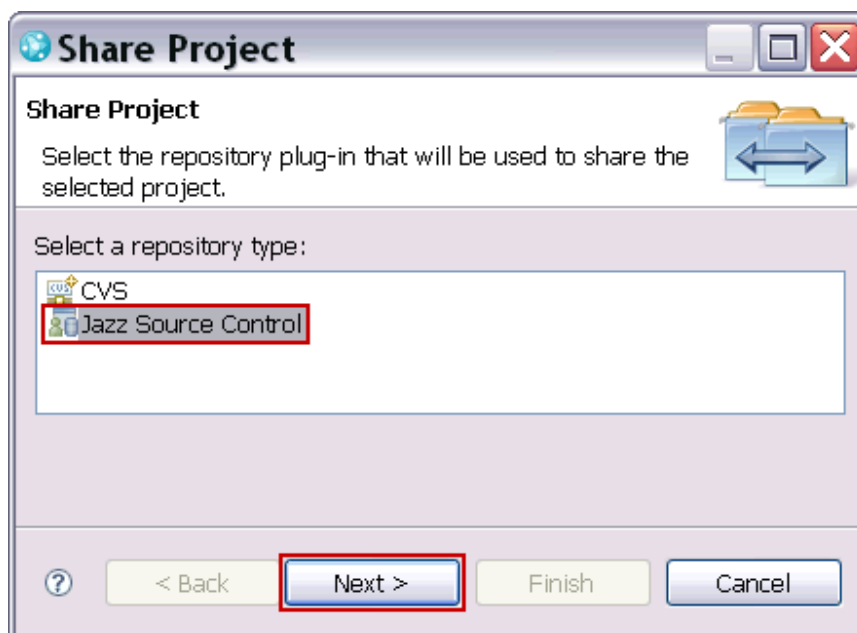 Share Project
Share Project
Select the repository plug-in that will be used to share the
selected project.
Select a repository type:
CVS
Jazz Source Control
?
< Back
Next >
Finish
Cancel